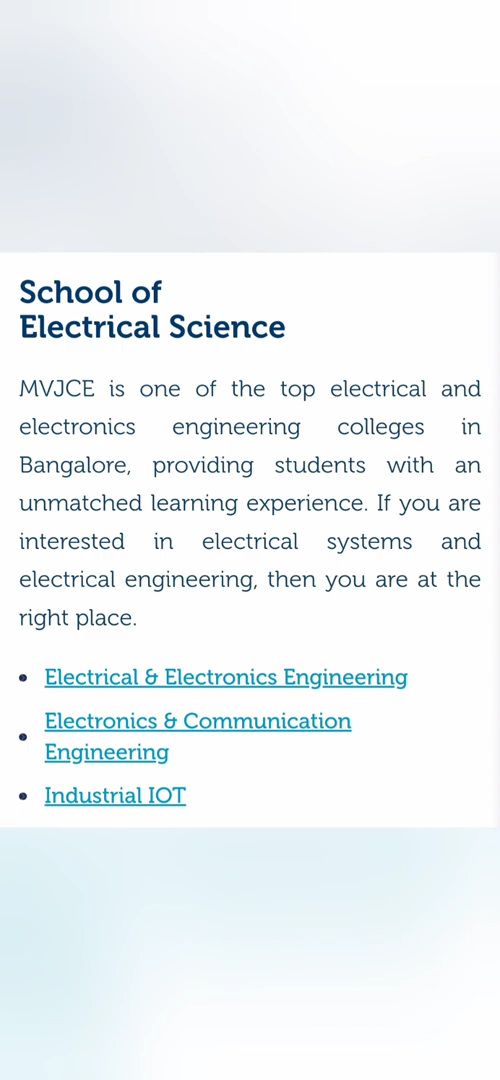 School of
Electrical Science
MVJCE is one of the top electrical and
electronics engineering colleges in
Bangalore, providing students with an
unmatched learning experience. If you are
interested in electrical systems and
electrical engineering, then you are at the
right place.
• Electrical & Electronics Engineering
• Electronics & Communication
Engineering
• Industrial IOT